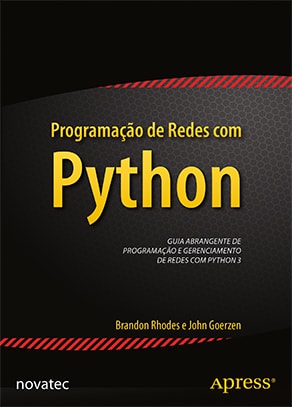 Programação de Redes com
Python
GUIA ABRANGENTE DE
PROGRAMAÇÃO E GERENCIAMENTO
DE REDES COM PYTHON 3
Brandon Rhodes e John Goerzen
novatec
Apress®